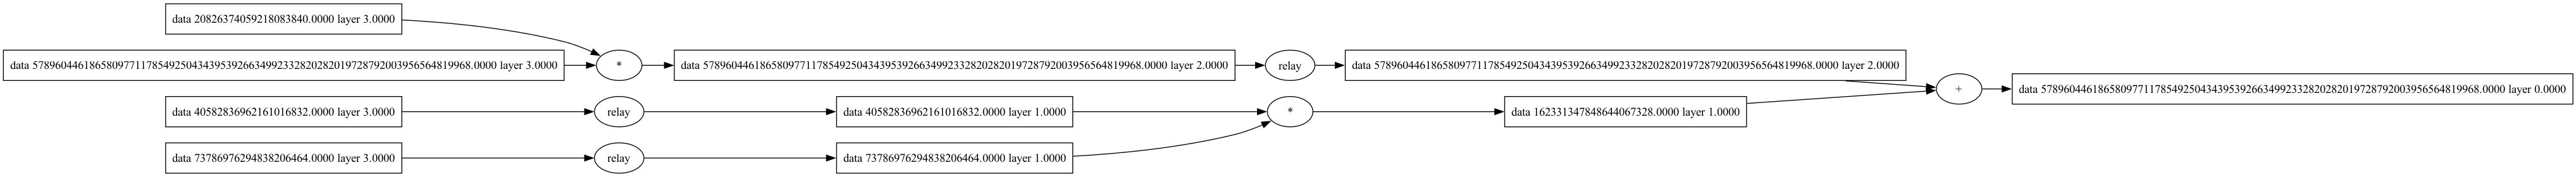 data 20826374059218083840.0000 layer 3.0000
data 57896044618658097711785492504343953926634992332820282019728792003956564819968.0000 layer 3.0000
*
data 57896044618658097711785492504343953926634992332820282019728792003956564819968.0000 layer 2.0000
relay
data 57896044618658097711785492504343953926634992332820282019728792003956564819968.0000 layer 2.0000
+
data 57896044618658097711785492504343953926634992332820282019728792003956564819968.0000 layer 0.0000
data 40582836962161016832.0000 layer 3.0000
relay
data 40582836962161016832.0000 layer 1.0000
*
data 162331347848644067328.0000 layer 1.0000
data 73786976294838206464.0000 layer 3.0000
relay
data 73786976294838206464.0000 layer 1.0000